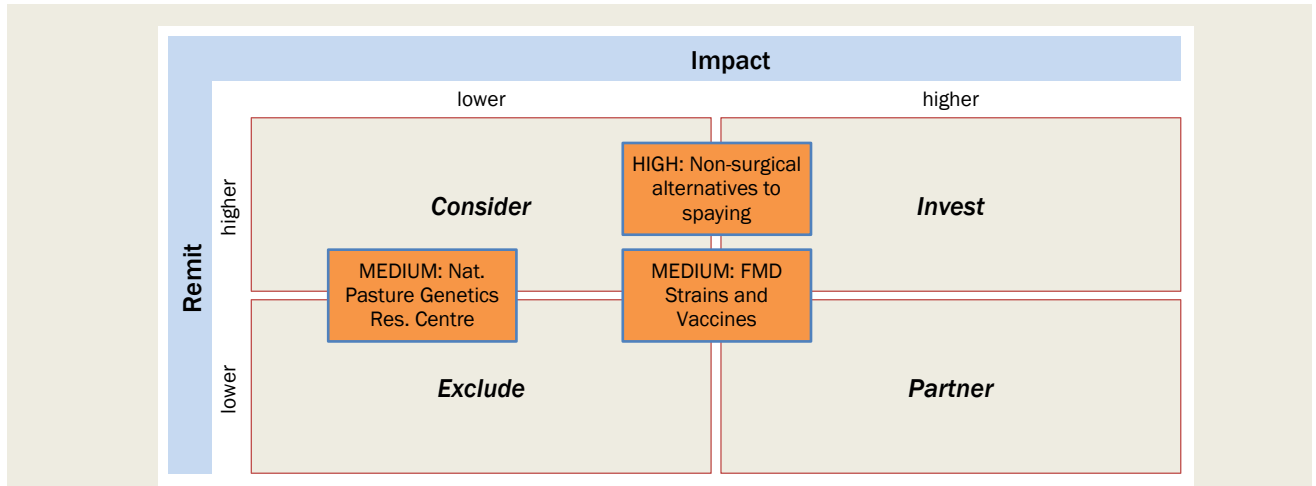 Impact
lower
higher
Remit
higher
lower
Consider
HIGH: Non-surgical
alternatives to
spaying
Invest
MEDIUM: Nat.
Pasture Genetics
Res. Centre
MEDIUM: FMD
Strains and
Vaccines
Exclude
Partner